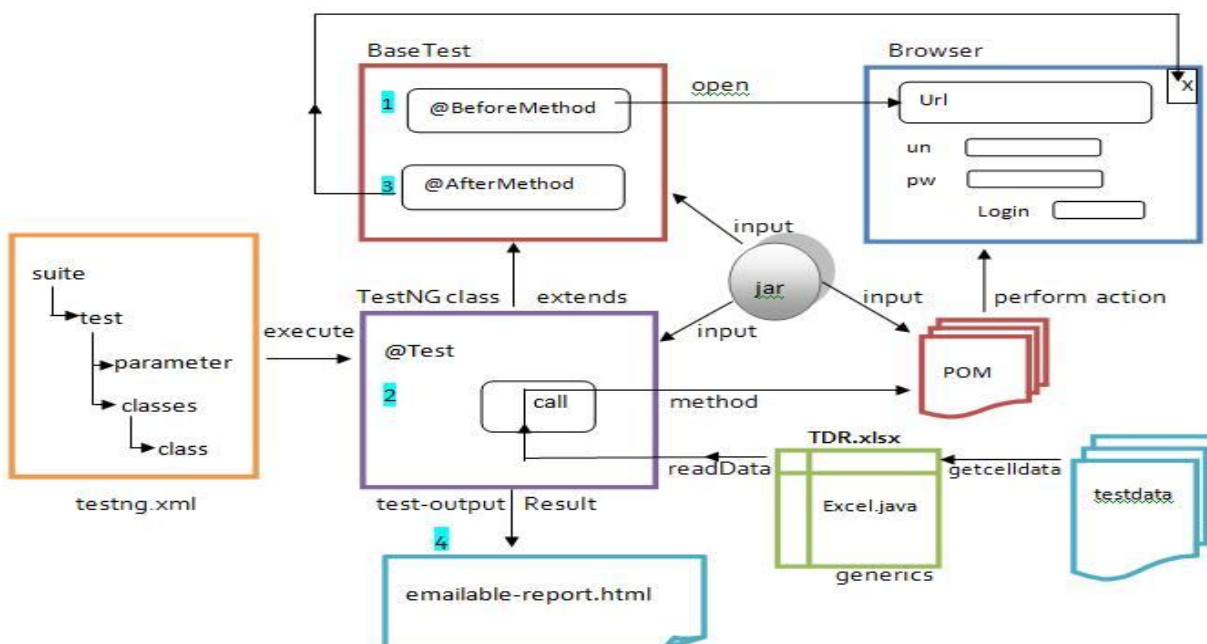 BaseTest
Browser
1
@BeforeMethod
open
Url
x
un
pw
Login
3
@AfterMethod
input
suite
test
parameter
classes
class
testng.xml
execute
TestNG class
extends
jar
input
input
perform action
@Test
2
call
method
POM
readData
TDR.xlsx
Excel.java
generics
getcelldata
testdata
test-output
Result
4
emailable-report.html